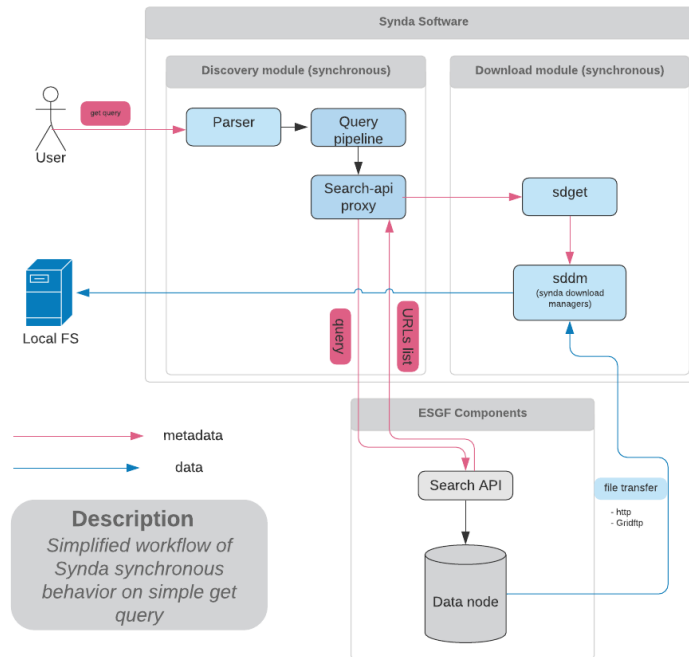 Synda Software
Discovery module (synchronous)
Download module (synchronous)
get query
User
Parser
Query
pipeline
Search-api
proxy
sdget
sddm
(synda download
managers)
Local FS
query
URLs list
ESGF Components
metadata
data
Search API
file transfer
- http
- Gridftp
Data node
Description
Simplified workflow of
Synda synchronous
behavior on simple get
query